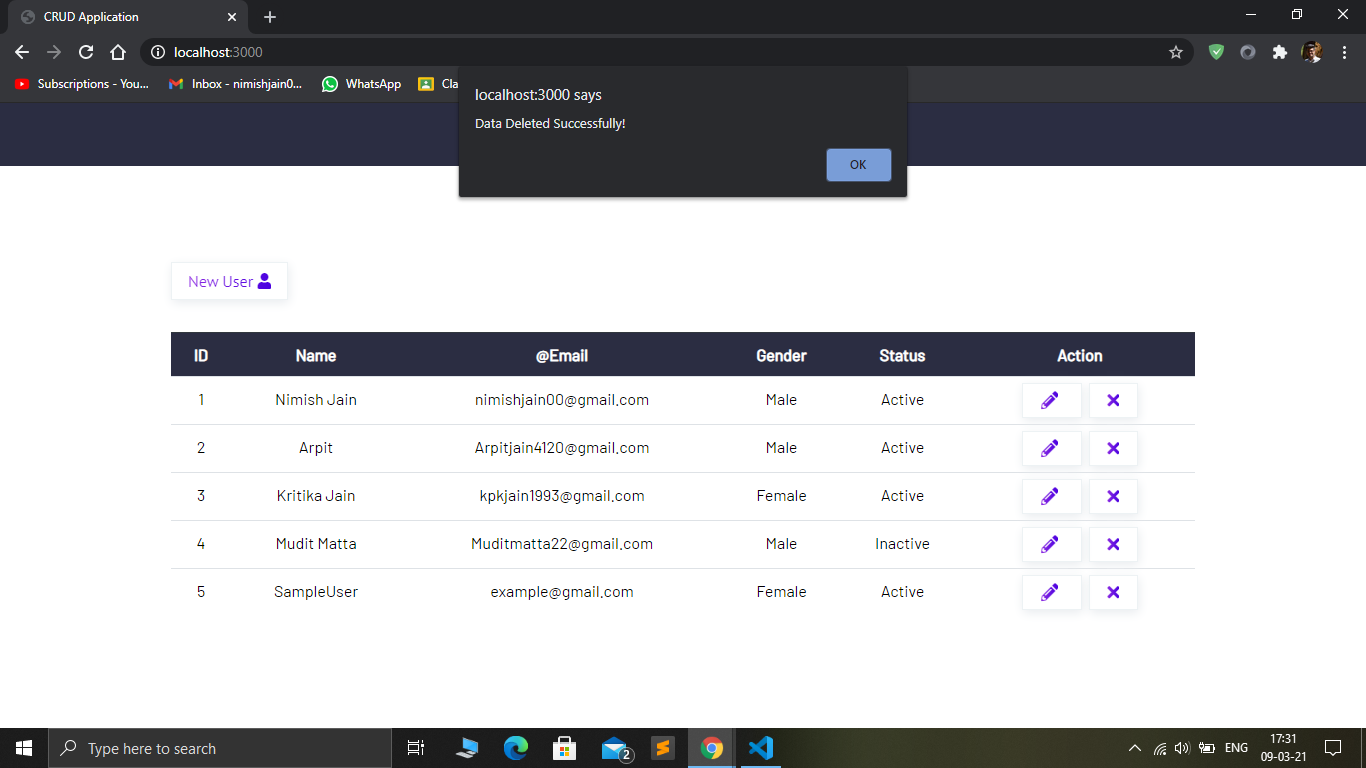 CRUD Application
localhost:3000
Subscriptions - You...
Inbox - nimishjain0...
WhatsApp
Cla
localhost:3000 says
Data Deleted Successfully!
OK
New User
ID Name @Email Gender Status Action
1 Nimish Jain nimishjain00@gmail.com Male Active
2 Arpit Arpitjain4120@gmail.com Male Active
3 Kritika Jain kpkjain1993@gmail.com Female Active
4 Mudit Matta Muditmatta22@gmail.com Male Inactive
5 SampleUser example@gmail.com Female Active
Type here to search
2
ENG
17:31
09-03-21